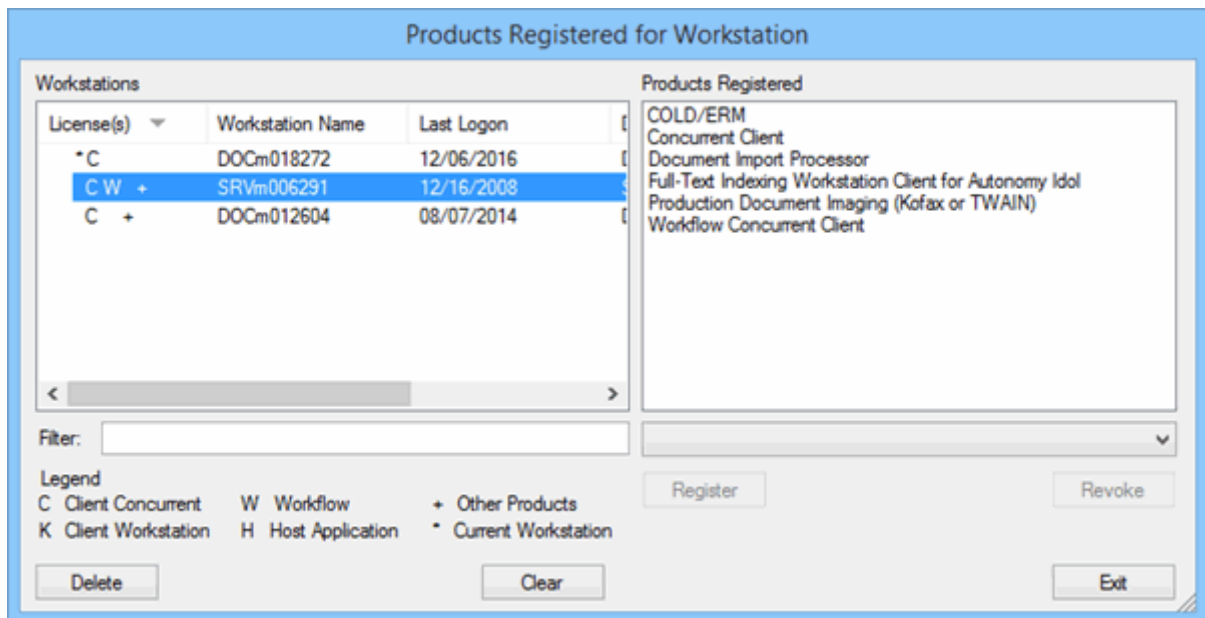 Products Registered for Workstation
Workstations
License(s) Workstation Name Last Logon
*C DOCm018272 12/06/2016 D
C W + SRVm006291 12/16/2008 S
C + DOCm012604 08/07/2014 D
Products Registered
COLD/ERM
Concurrent Client
Document Import Processor
Full-Text Indexing Workstation Client for Autonomy Idol
Production Document Imaging (Kofax or TWAIN)
Workflow Concurrent Client
Filter:
Legend
C Client Concurrent W Workflow + Other Products
K Client Workstation H Host Application * Current Workstation
Register Revoke
Delete Clear Exit